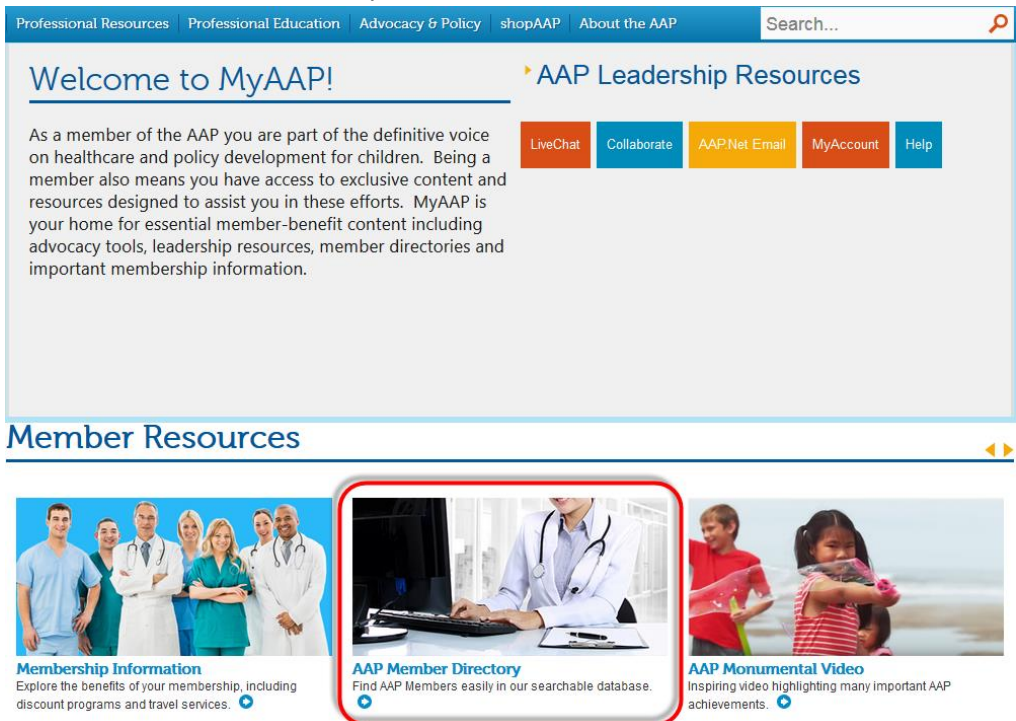 Professional Resources Professional Education Advocacy & Policy shopAAP About the AAP Search...
Welcome to MyAAP!
As a member of the AAP you are part of the definitive voice
on healthcare and policy development for children. Being a
member also means you have access to exclusive content and
resources designed to assist you in these efforts. MyAAP is
your home for essential member-benefit content including
advocacy tools, leadership resources, member directories and
important membership information.
AAP Leadership Resources
LiveChat Collaborate AAP.Net Email MyAccount Help
Member Resources
Membership Information
Explore the benefits of your membership, including
discount programs and travel services.
AAP Member Directory
Find AAP Members easily in our searchable database.
AAP Monumental Video
Inspiring video highlighting many important AAP
achievements.